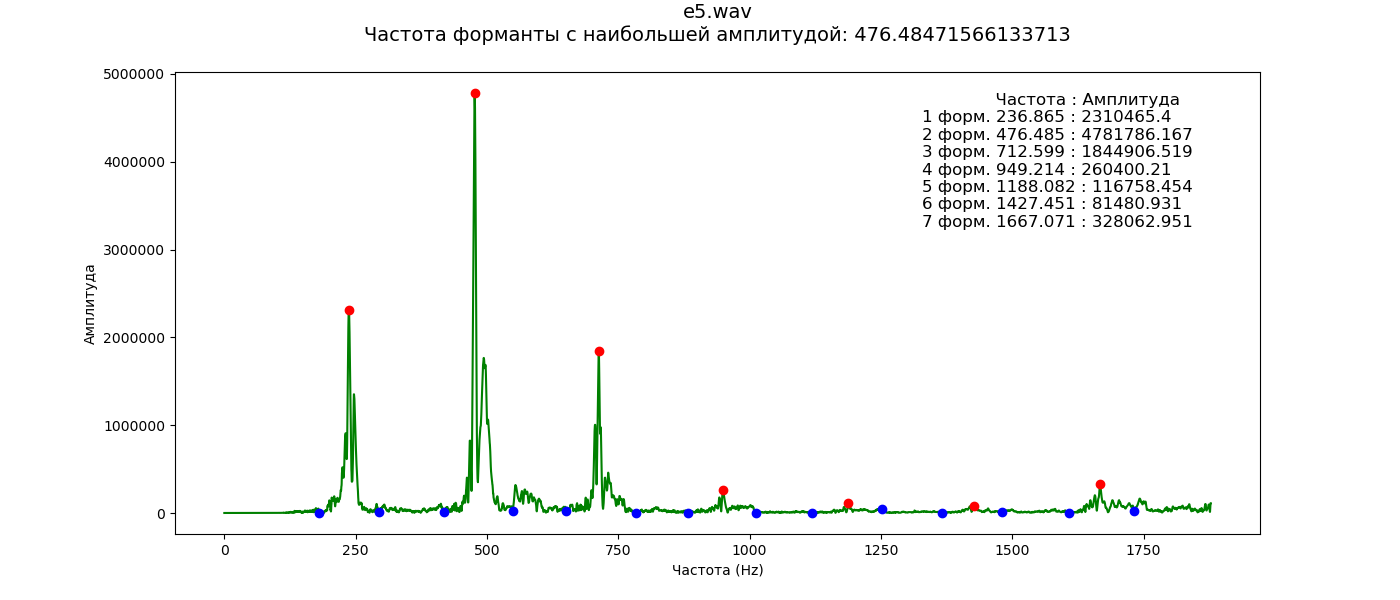 e5.wav
Частота форманты с наибольшей амплитудой: 476.48471566133713
5000000
4000000
3000000
2000000
1000000
0
Амплитуда
Частота : Амплитуда
1 форм. 236.865 : 2310465.4
2 форм. 476.485 : 4781786.167
3 форм. 712.599 : 1844906.519
4 форм. 949.214 : 260400.21
5 форм. 1188.082 : 116758.454
6 форм. 1427.451 : 81480.931
7 форм. 1667.071 : 328062.951
0 250 500 750 1000 1250 1500 1750
Частота (Hz)